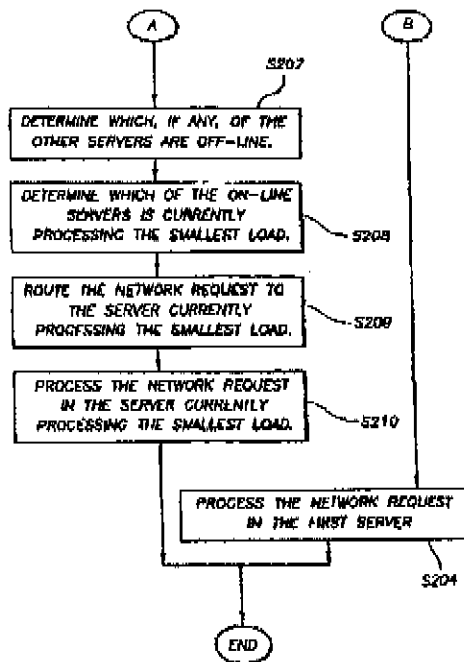 A
B
S207
DETERMINE WHICH, IF ANY, OF THE
OTHER SERVERS ARE OFF-LINE.
DETERMINE WHICH OF THE ON-LINE
SERVERS IS CURRENTLY
PROCESSING THE SMALLEST LOAD.
S208
ROUTE THE NETWORK REQUEST TO
THE SERVER CURRENTLY
PROCESSING THE SMALLEST LOAD.
S209
PROCESS THE NETWORK REQUEST
IN THE SERVER CURRENTLY
PROCESSING THE SMALLEST LOAD.
S210
PROCESS THE NETWORK REQUEST
IN THE FIRST SERVER
S204
END